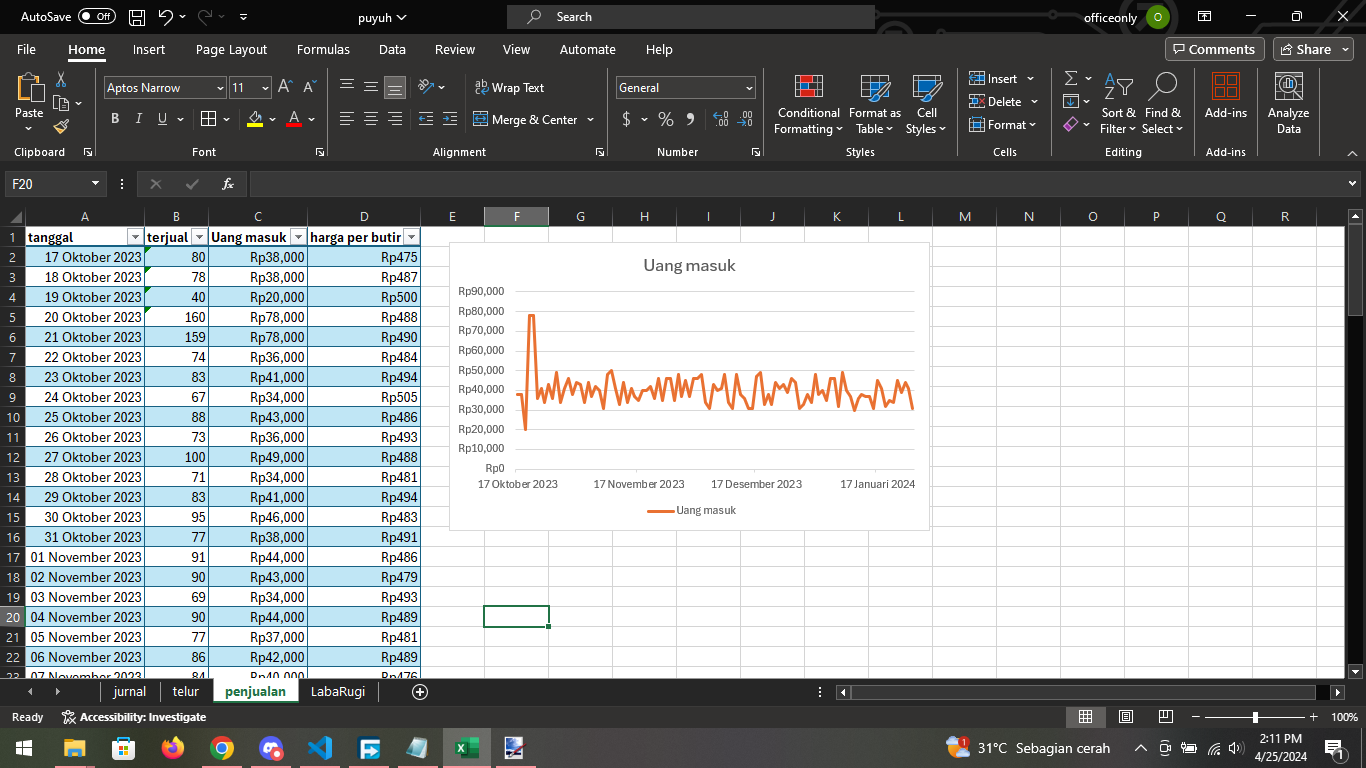 AutoSave Off puyuh Search officeonly O
File Home Insert Page Layout Formulas Data Review View Automate Help Comments Share
Paste Aptos Narrow 11 A A Wrap Text General Conditional Formatting Format as Table Cell Styles Insert Sort & Filter Find & Select Add-ins Analyze Data
B I U A Merge & Center $ % Delete Format
Clipboard Font Alignment Number Styles Cells Editing Add-ins
F20 fx
A B C D E F G H I J K L M N O P Q R
1 tanggal terjual Uang masuk harga per butir
2 17 Oktober 2023 80 Rp38,000 Rp475
3 18 Oktober 2023 78 Rp38,000 Rp487
4 19 Oktober 2023 40 Rp20,000 Rp500
5 20 Oktober 2023 160 Rp78,000 Rp488
6 21 Oktober 2023 159 Rp78,000 Rp490
7 22 Oktober 2023 74 Rp36,000 Rp484
8 23 Oktober 2023 83 Rp41,000 Rp494
9 24 Oktober 2023 67 Rp34,000 Rp505
10 25 Oktober 2023 88 Rp43,000 Rp486
11 26 Oktober 2023 73 Rp36,000 Rp493
12 27 Oktober 2023 100 Rp49,000 Rp488
13 28 Oktober 2023 71 Rp34,000 Rp481
14 29 Oktober 2023 83 Rp41,000 Rp494
15 30 Oktober 2023 95 Rp46,000 Rp483
16 31 Oktober 2023 77 Rp38,000 Rp491
17 01 November 2023 91 Rp44,000 Rp486
18 02 November 2023 90 Rp43,000 Rp479
19 03 November 2023 69 Rp34,000 Rp493
20 04 November 2023 90 Rp44,000 Rp489
21 05 November 2023 77 Rp37,000 Rp481
22 06 November 2023 86 Rp42,000 Rp489
23 07 November 2023 84 Rp40,000 Rp476
Uang masuk
Rp90,000
Rp80,000
Rp70,000
Rp60,000
Rp50,000
Rp40,000
Rp30,000
Rp20,000
Rp10,000
Rp0
17 Oktober 2023 17 November 2023 17 Desember 2023 17 Januari 2024
Uang masuk
jurnal telur penjualan LabaRugi
Ready Accessibility: Investigate 100%
1 31°C Sebagian cerah 2:11 PM
4/25/2024 1